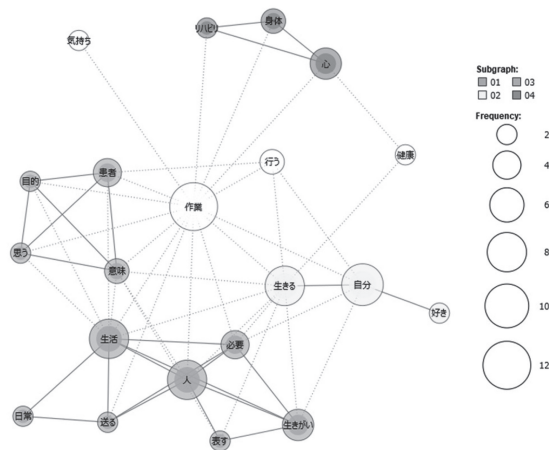 リハビリ
身体
気持ち
心
Subgraph:
01
03
02
04
Frequency:
2
4
6
8
10
12
行う
健康
患者
目的
作業
思う
意味
生きる
自分
好き
生活
必要
人
日常
送る
表す
生きがい